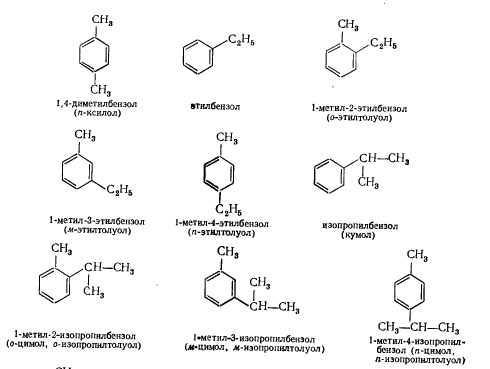 CH₃
CH₃
1,4-диметилбензол
(п-ксилол)
C₂H₅
этилбензол
CH₃
C₂H₅
1-метил-2-этилбензол
(о-этилтолуол)
CH₃
C₂H₅
1-метил-3-этилбензол
(м-этилтолуол)
CH₃
C₂H₅
1-метил-4-этилбензол
(п-этилтолуол)
CH—CH₃
CH₃
изопропилбензол
(кумол)
CH₃
CH—CH₃
CH₃
1-метил-2-изопропилбензол
(о-цимол, о-изопропилтолуол)
CH₃
CH₃
CH—CH₃
1-метил-3-изопропилбензол
(м-цимол, м-изопропилтолуол)
CH₃
CH₃—CH—CH₃
1-метил-4-изопропил-
бензол (п-цимол,
п-изопропилтолуол)